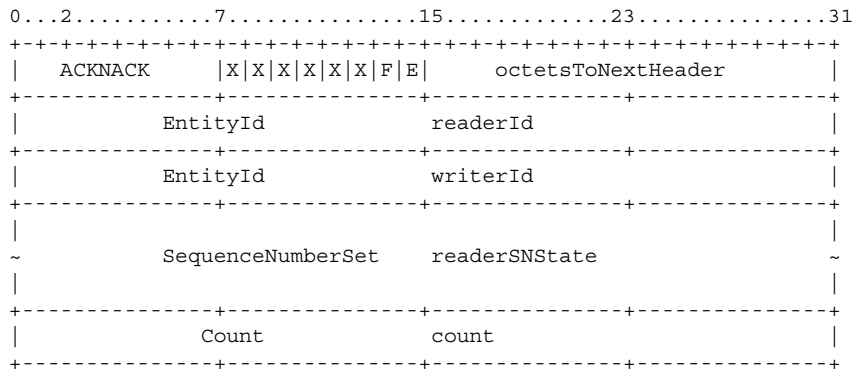 0...2...........7...............15.............23...............31
+-+-+-+-+-+-+-+-+-+-+-+-+-+-+-+-+-+-+-+-+-+-+-+-+-+-+-+-+-+-+-+-+
|   ACKNACK     |X|X|X|X|X|X|F|E|     octetsToNextHeader        |
+---------------+---------------+---------------+---------------+
|           EntityId             readerId                       |
+---------------+---------------+---------------+---------------+
|           EntityId             writerId                       |
+---------------+---------------+---------------+---------------+
|                                                               |
~           SequenceNumberSet    readerSNState                  ~
|                                                               |
+---------------+---------------+---------------+---------------+
|              Count             count                          |
+---------------+---------------+---------------+---------------+